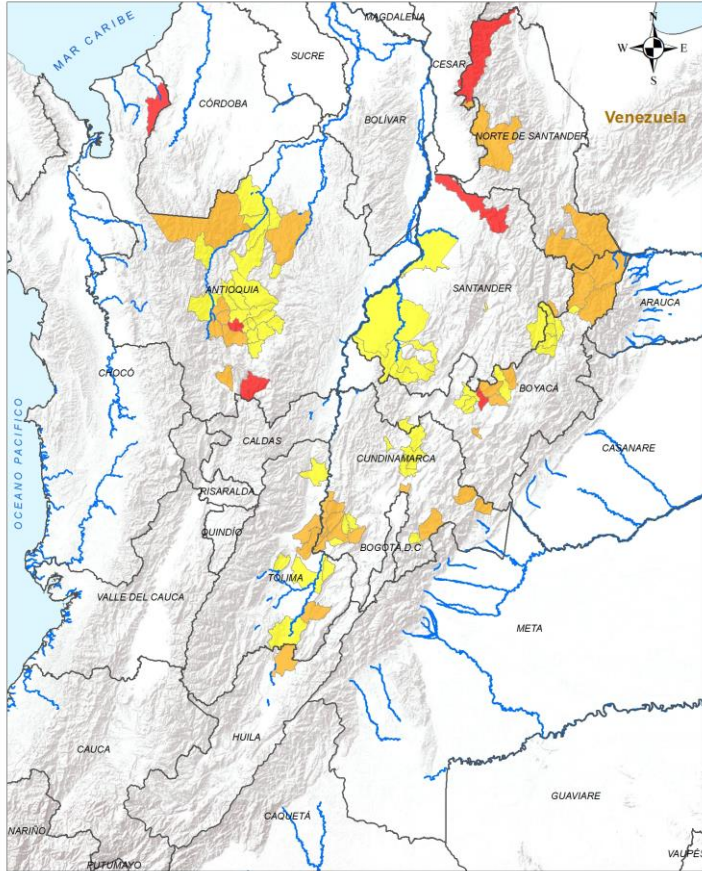 MAGDALENA
N
W E
S
MAR CARIBE
SUCRE
CESAR
CÓRDOBA
BOLÍVAR
NORTE DE SANTANDER
Venezuela
ANTIOQUIA
SANTANDER
ARAUCA
CHOCÓ
BOYACÁ
OCEANO PACIFICO
CALDAS
CUNDINAMARCA
CASANARE
RISARALDA
QUINDÍO
BOGOTÁ D.C
TOLIMA
VALLE DEL CAUCA
META
HUILA
CAUCA
GUAVIARE
CAQUETÁ
NARIÑO
PUTUMAYO
VAUPÉS